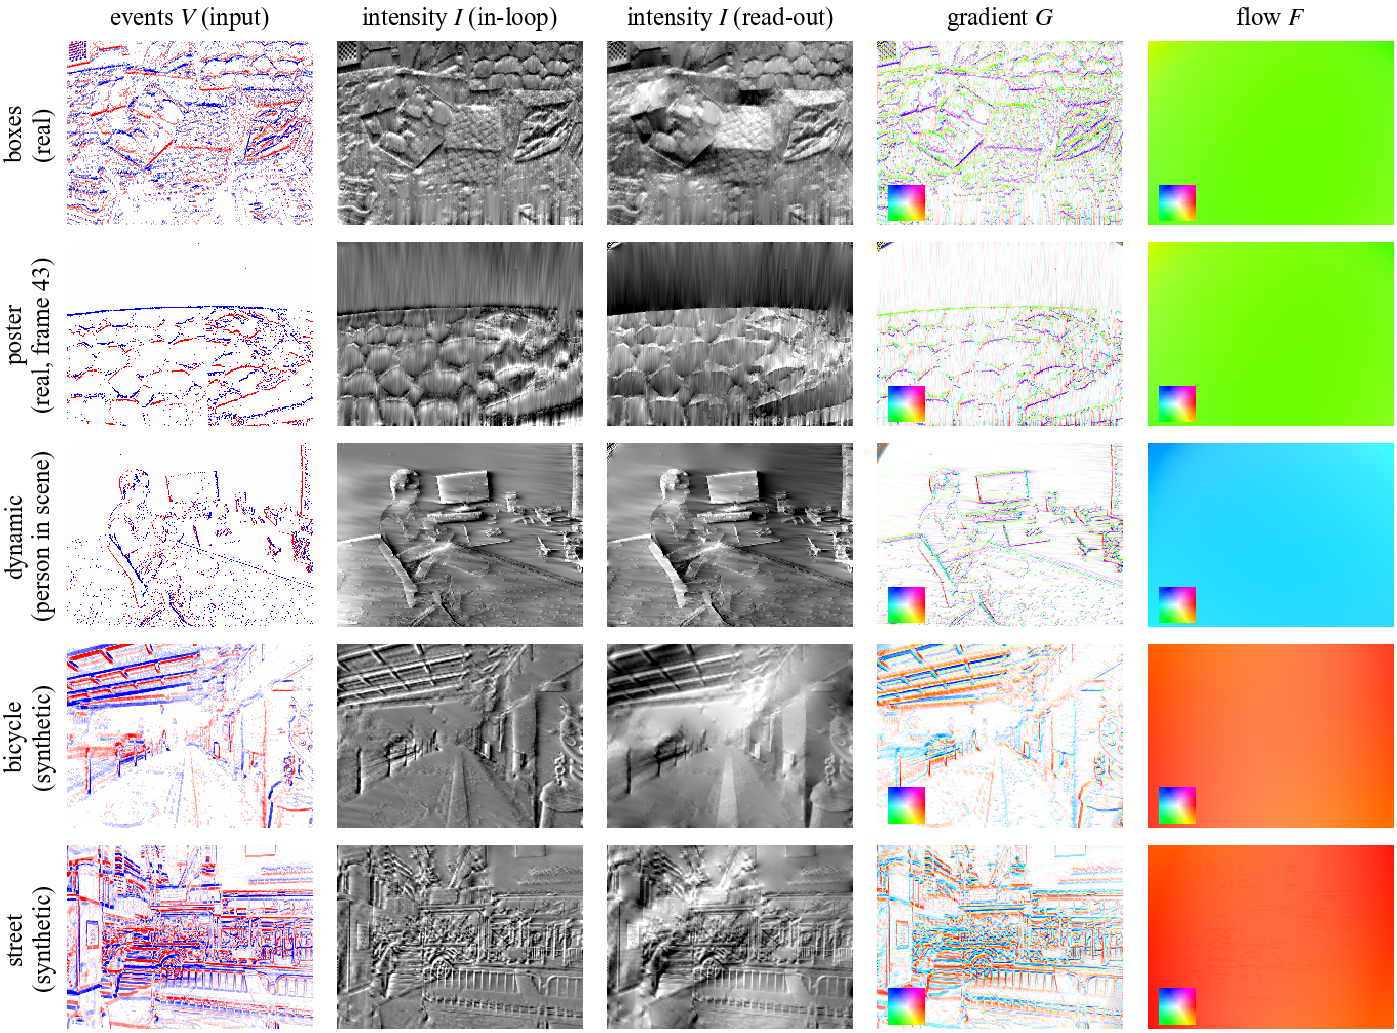 events V (input) intensity I (in-loop) intensity I (read-out) gradient G flow F
boxes
(real)
poster
(real, frame 43)
dynamic
(person in scene)
bicycle
(synthetic)
street
(synthetic)